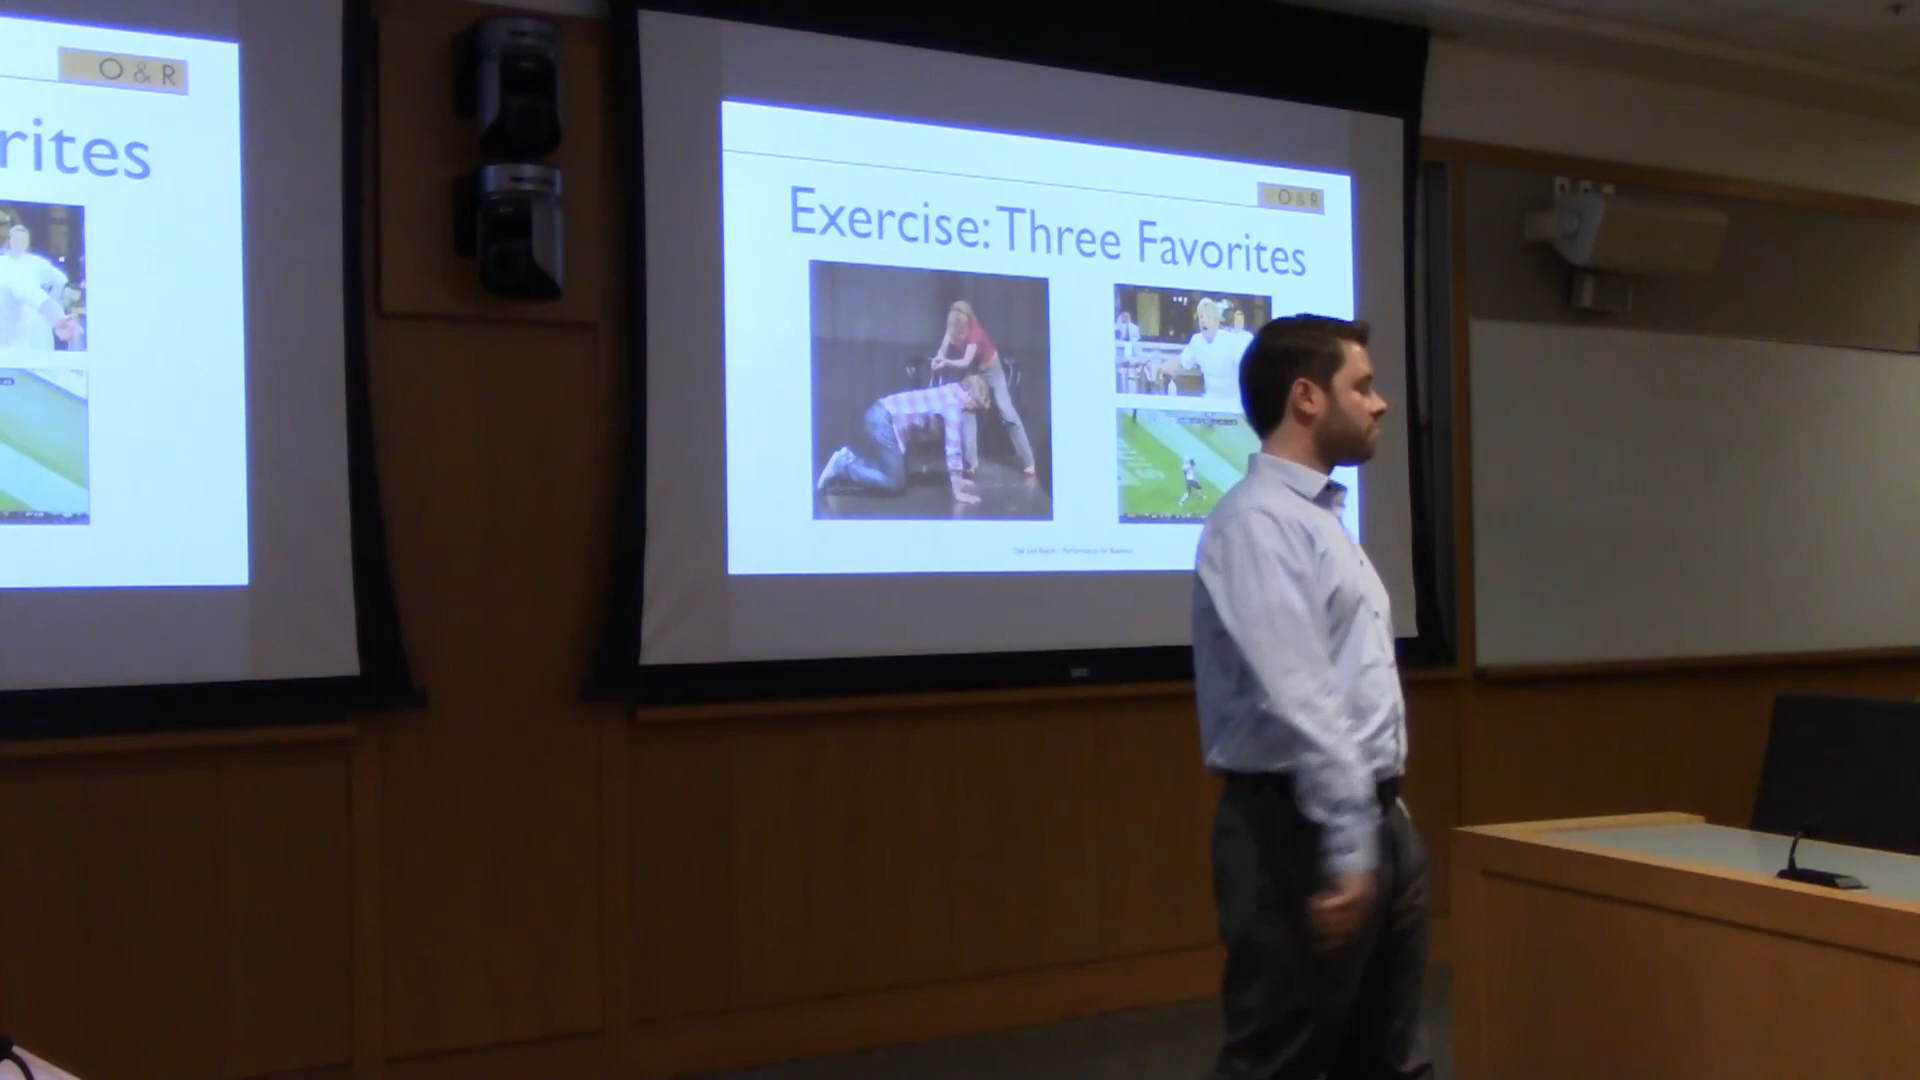 O & R
rites
O & R
Exercise: Three Favorites